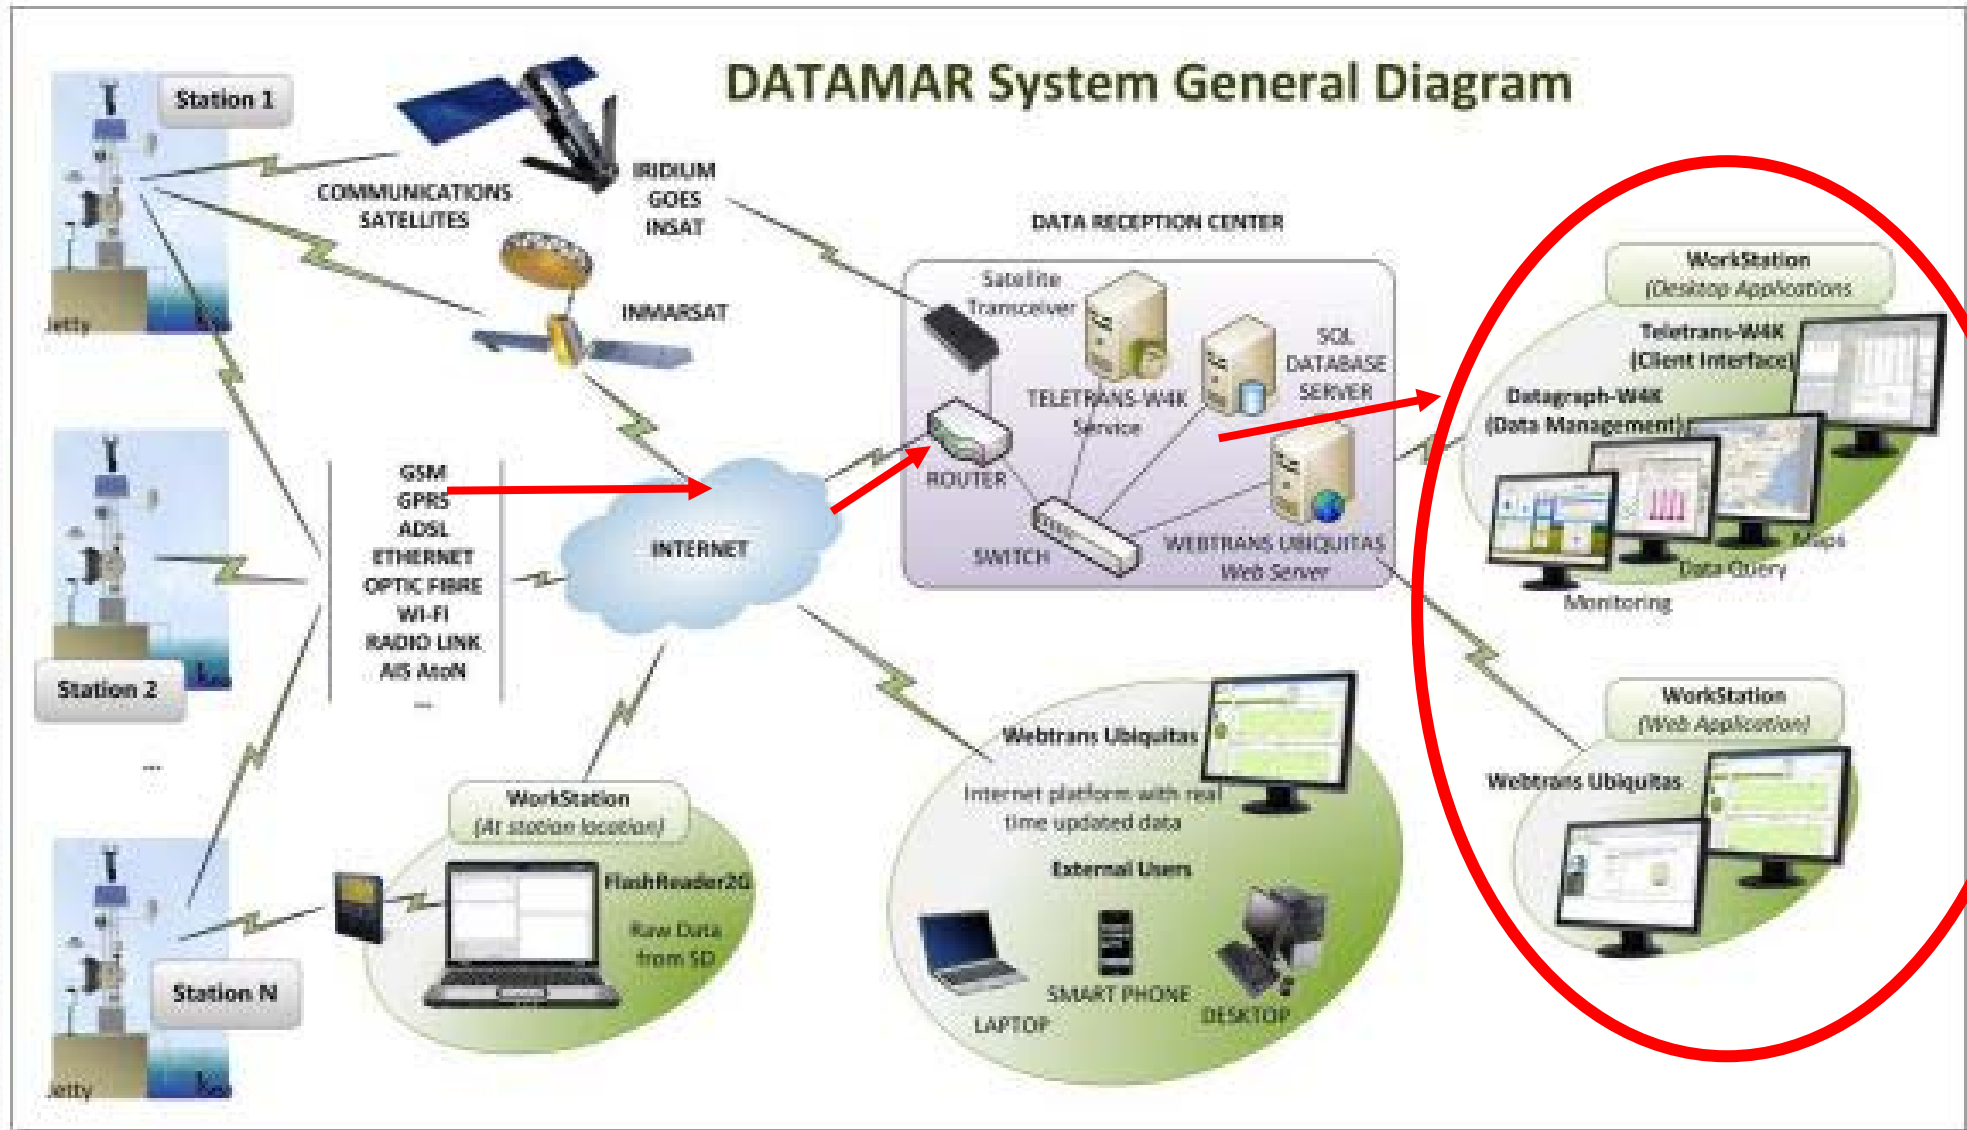 DATAMAR System General Diagram
Station 1
COMMUNICATIONS
SATELLITES
IRIDIUM
GOES
INSAT
INMARSAT
Jetty
Sea
DATA RECEPTION CENTER
Satellite
Transceiver
TELETRANS-W4K
Service
SQL
DATABASE
SERVER
ROUTER
SWITCH
WEBTRANS UBIQUITAS
Web Server
WorkStation
(Desktop Applications
Teletrans-W4K
(Client Interface)
Datagraph-W4K
(Data Management)
Maps
Data Query
Monitoring
GSM
GPRS
ADSL
ETHERNET
OPTIC FIBRE
WI-FI
RADIO LINK
AIS AtoN
...
INTERNET
Station 2
...
WorkStation
(At station location)
FlashReader2G
Raw Data
from SD
Webtrans Ubiquitas
Internet platform with real
time updated data
External Users
LAPTOP
SMART PHONE
DESKTOP
WorkStation
(Web Application)
Webtrans Ubiquitas
Station N
Jetty
Sea